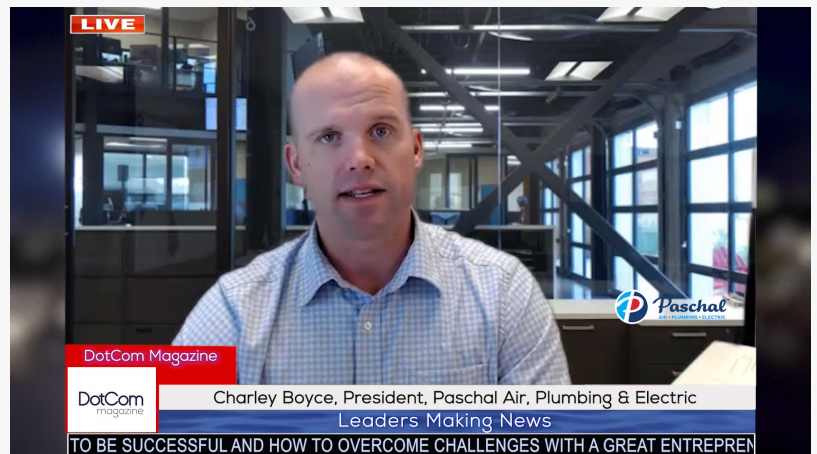 LIVE
Paschal
AIR • PLUMBING • ELECTRIC
DotCom Magazine
DotCom
magazine
Charley Boyce, President, Paschal Air, Plumbing & Electric
Leaders Making News
TO BE SUCCESSFUL AND HOW TO OVERCOME CHALLENGES WITH A GREAT ENTREPREN